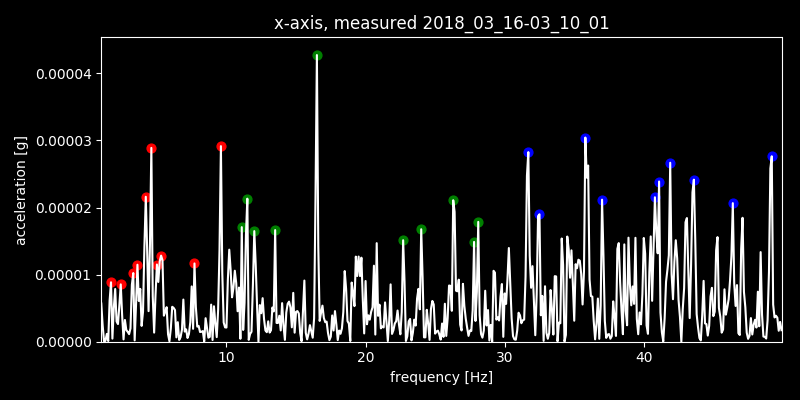 x-axis, measured 2018_03_16-03_10_01
0.00004
0.00003
0.00002
0.00001
0.00000
acceleration [g]
10 20 30 40
frequency [Hz]